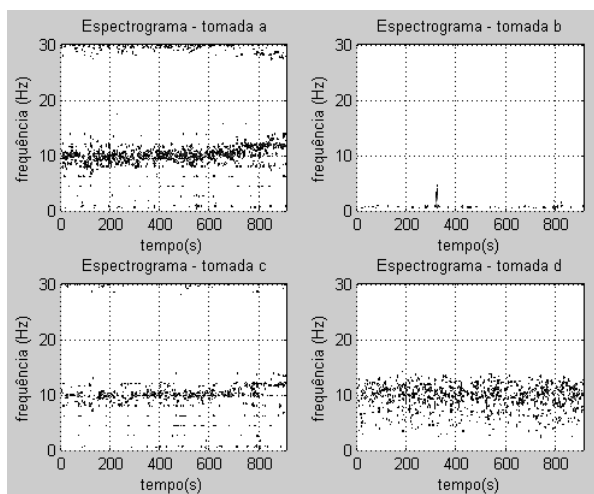 Espectrograma - tomada a
30
20
10
0
frequência (Hz)
0 200 400 600 800
tempo(s)
Espectrograma - tomada b
30
20
10
0
frequência (Hz)
0 200 400 600 800
tempo(s)
Espectrograma - tomada c
30
20
10
0
frequência (Hz)
0 200 400 600 800
tempo(s)
Espectrograma - tomada d
30
20
10
0
frequência (Hz)
0 200 400 600 800
tempo(s)